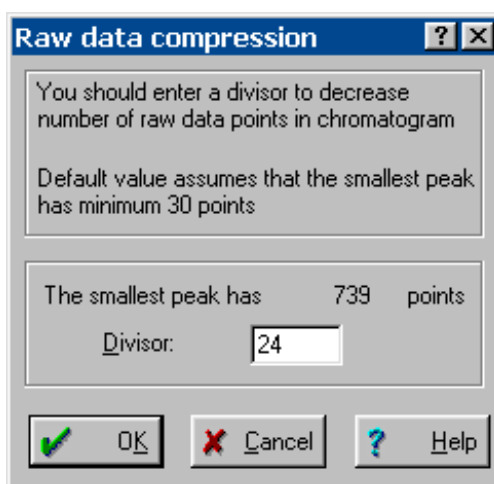 Raw data compression
You should enter a divisor to decrease
number of raw data points in chromatogram
Default value assumes that the smallest peak
has minimum 30 points
The smallest peak has 739 points
Divisor: 24
OK Cancel Help